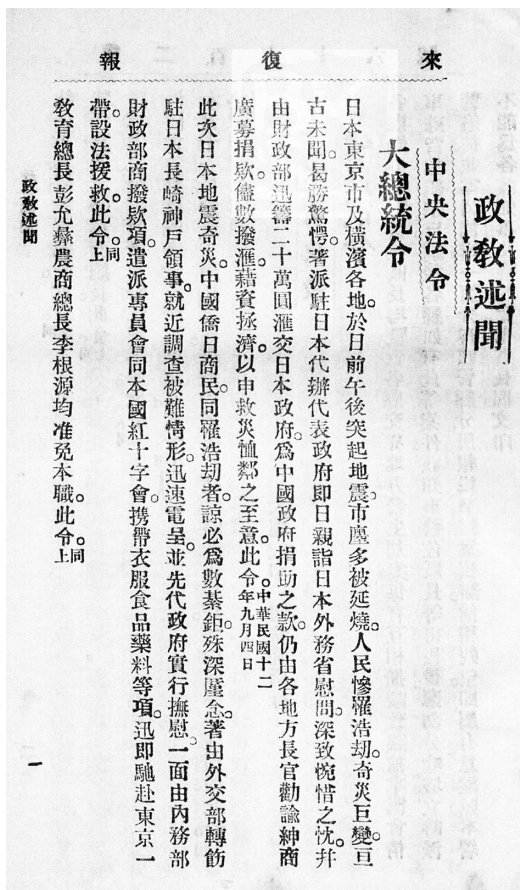 來復報
政教述聞
中央法令
大總統令
日本東京市及橫濱各地。於日前午後突起地震。市廛多被延燒。人民慘罹浩劫。奇災巨變。亘
古未聞。曷勝驚愕。著派駐日本代辦代表政府卽日親詣日本外務省慰問。深致惋惜之忱。幷
由財政部迅籌二十萬圓滙交日本政府。爲中國政府捐助之款。仍由各地方長官勸諭紳商
廣募捐欵。儘數撥滙。藉資拯濟。以申救災恤鄰之至意。此令。中華民國十二年九月四日
此次日本地震奇災。中國僑日商民。同罹浩劫者。諒必爲數綦鉅。殊深廑念。著由外交部轉飭
駐日本長崎神戶領事。就近調查被難情形。迅速電呈。並先代政府實行撫慰。一面由內務部
財政部商撥欵項。遣派專員會同本國紅十字會。携帶衣服食品藥料等項。迅卽馳赴東京一
帶。設法援救。此令。同上
教育總長彭允彝農商總長李根源均准免本職。此令。同上
政教述聞
一